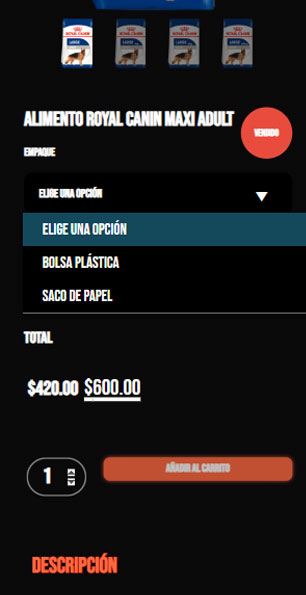 ALIMENTO ROYAL CANIN MAXI ADULT
VENDIDO
EMPAQUE
ELIGE UNA OPCIÓN
ELIGE UNA OPCIÓN
BOLSA PLÁSTICA
SACO DE PAPEL
TOTAL
$420.00 $600.00
1
AÑADIR AL CARRITO
DESCRIPCIÓN